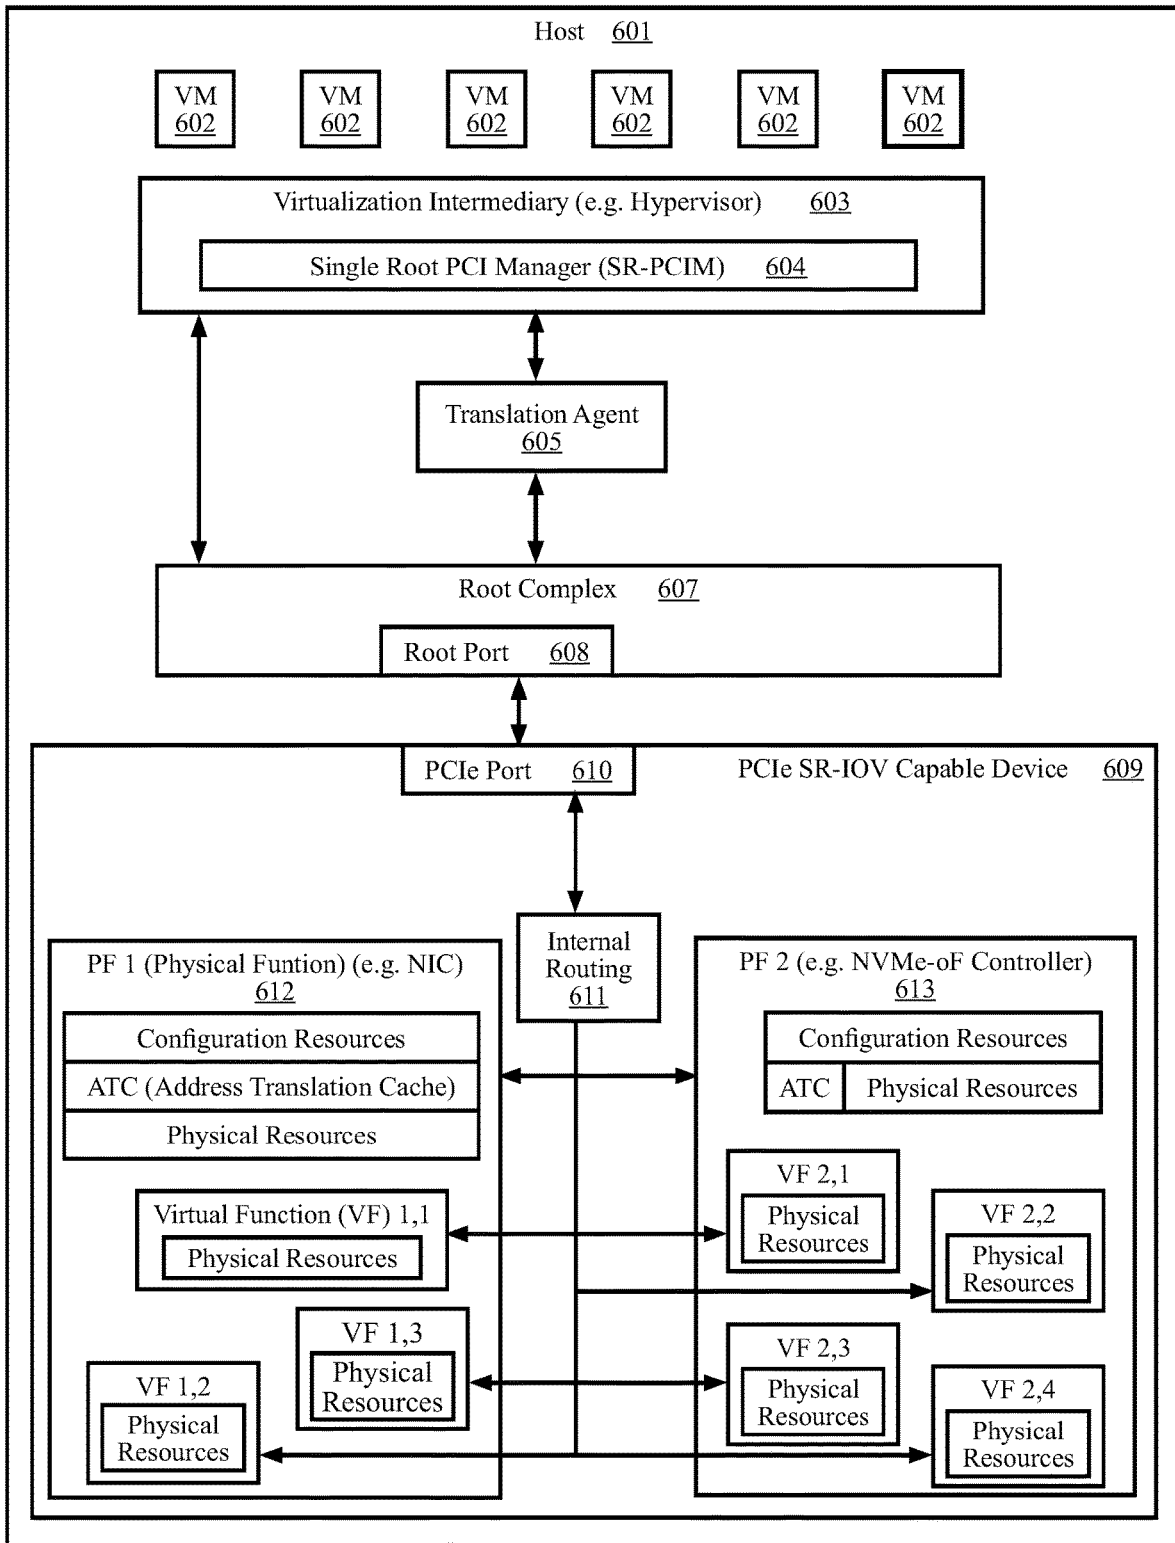 Host 601
VM VM VM VM VM VM
602 602 602 602 602 602
Virtualization Intermediary (e.g. Hypervisor) 603
Single Root PCI Manager (SR-PCIM) 604
Translation Agent
605
Root Complex 607
Root Port 608
PCIe Port 610
PCIe SR-IOV Capable Device 609
Internal
Routing
611
PF 1 (Physical Funtion) (e.g. NIC)
612
Configuration Resources
ATC (Address Translation Cache)
Physical Resources
PF 2 (e.g. NVMe-oF Controller)
613
Configuration Resources
ATC Physical Resources
Virtual Function (VF) 1,1
Physical Resources
VF 1,3
Physical
Resources
VF 1,2
Physical
Resources
VF 2,1
Physical
Resources
VF 2,2
Physical
Resources
VF 2,3
Physical
Resources
VF 2,4
Physical
Resources